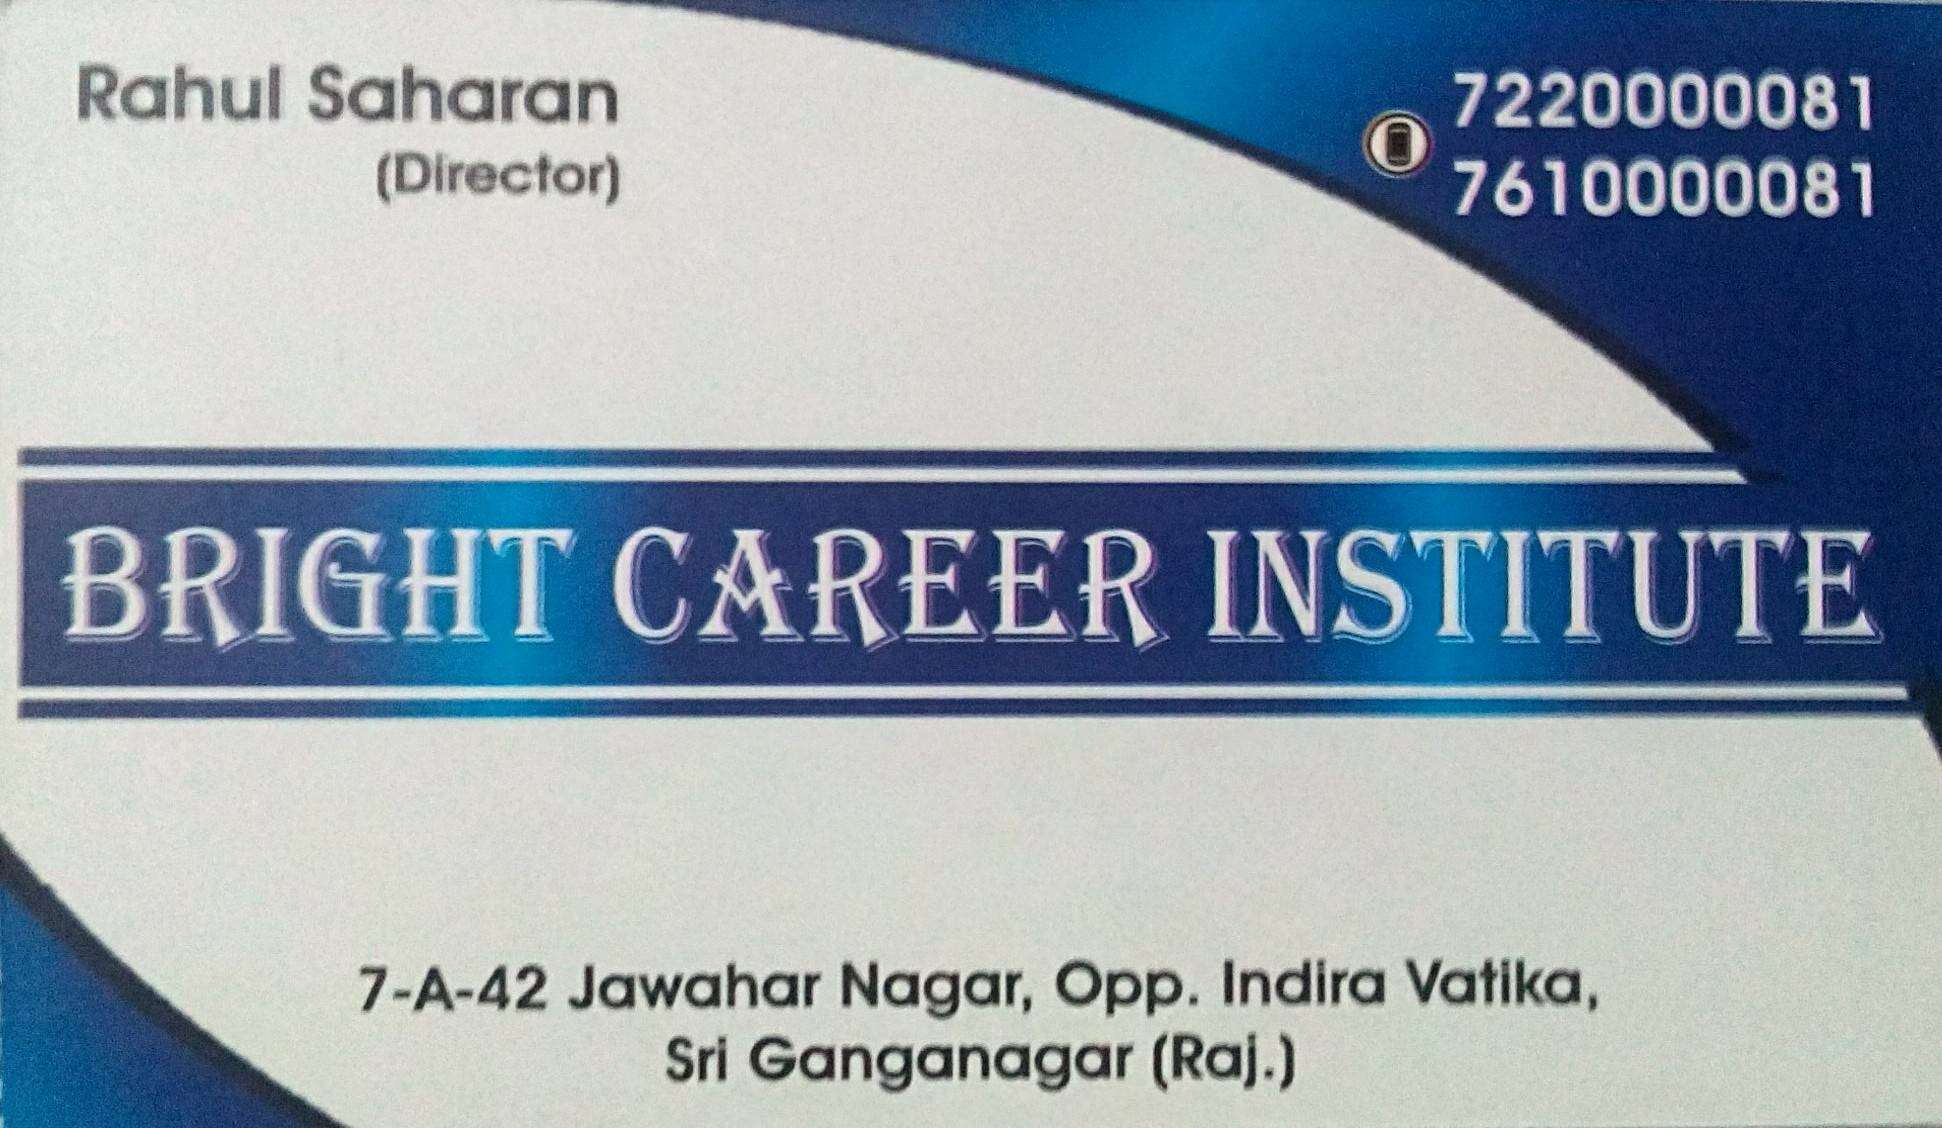 Rahul Saharan
(Director)
7220000081
7610000081
BRIGHT CAREER INSTITUTE
7-A-42 Jawahar Nagar, Opp. Indira Vatika,
Sri Ganganagar (Raj.)